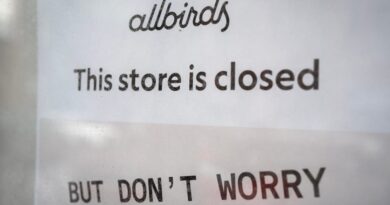 allbirds
This store is closed
BUT DON'T WORRY